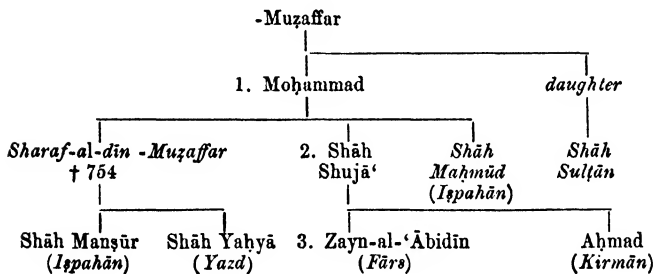 -Muẓaffar
1. Moḥammad daughter
Sharaf-al-dīn -Muẓaffar 2. Shāh Shāh Shāh
† 754 Shujā‘ Maḥmūd Sulṭān
(Iṣpahān)
Shāh Manṣūr Shāh Yaḥyā 3. Zayn-al-‘Ābidīn Aḥmad
(Iṣpahān) (Yazd) (Fārs) (Kirmān)